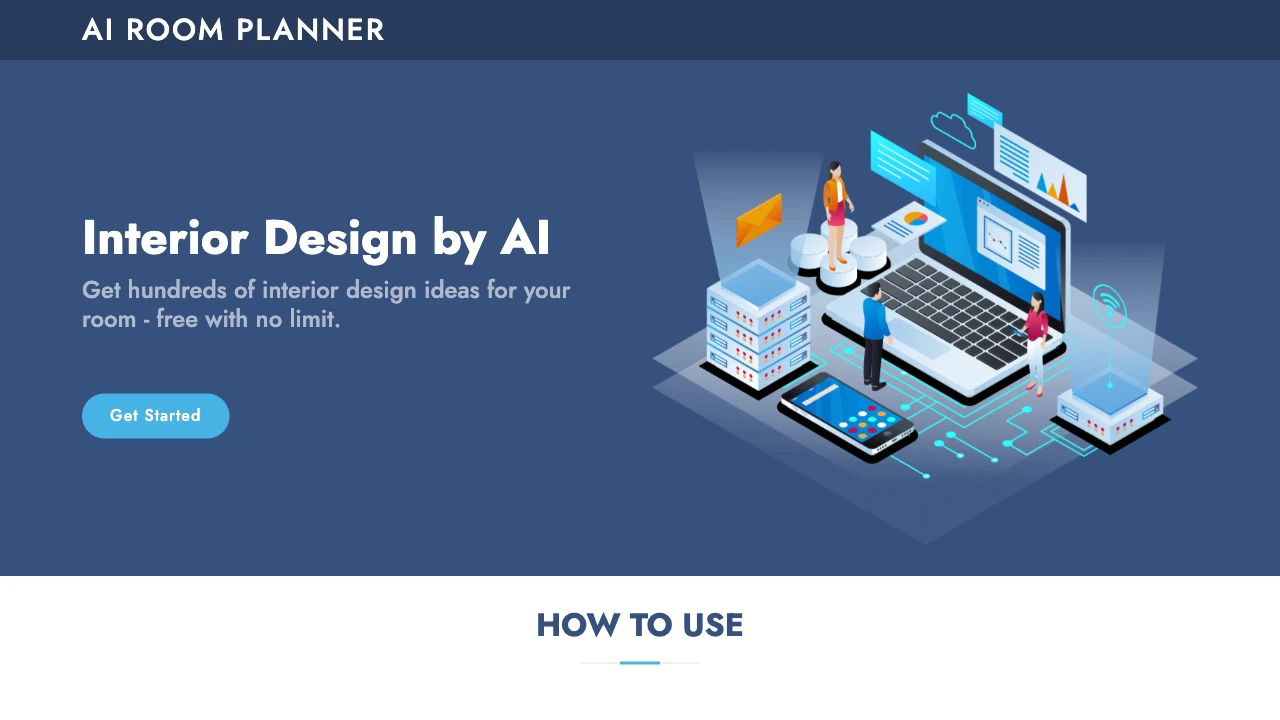 AI ROOM PLANNER
Interior Design by AI
Get hundreds of interior design ideas for your
room - free with no limit.
Get Started
HOW TO USE